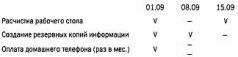 01.09 08.09 15.09
Расчистка рабочего стола V – V
Создание резервных копий информации V V –
Оплата домашнего телефона (раз в мес.) V – –